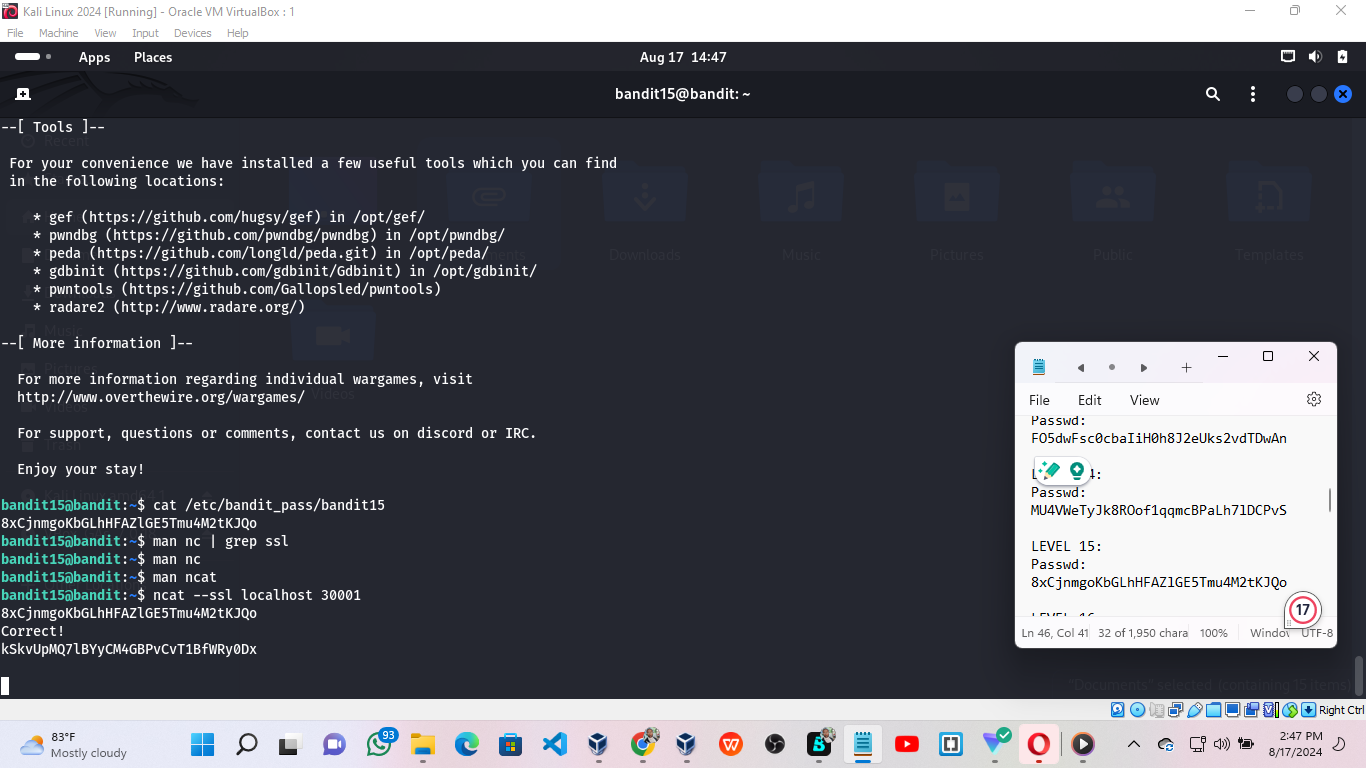 Kali Linux 2024 [Running] - Oracle VM VirtualBox : 1
File Machine View Input Devices Help
Apps Places
Aug 17 14:47
bandit15@bandit: ~
--[ Tools ]--
Recent
For your convenience we have installed a few useful tools which you can find
in the following locations:
* gef (https://github.com/hugsy/gef) in /opt/gef/
* pwndbg (https://github.com/pwndbg/pwndbg) in /opt/pwndbg/
* peda (https://github.com/longld/peda.git) in /opt/peda/
* gdbinit (https://github.com/gdbinit/Gdbinit) in /opt/gdbinit/
* pwntools (https://github.com/Gallopsled/pwntools)
* radare2 (http://www.radare.org/)
Downloads Music Pictures Public Templates
Music
--[ More information ]--
For more information regarding individual wargames, visit
http://www.overthewire.org/wargames/
Videos
For support, questions or comments, contact us on discord or IRC.
Trash
Enjoy your stay!
bandit15@bandit:~$ cat /etc/bandit_pass/bandit15
8xCjnmgoKbGLhHFAZlGE5Tmu4M2tKJQo
bandit15@bandit:~$ man nc | grep ssl
bandit15@bandit:~$ man nc
bandit15@bandit:~$ man ncat
bandit15@bandit:~$ ncat --ssl localhost 30001
8xCjnmgoKbGLhHFAZlGE5Tmu4M2tKJQo
Correct!
kSkvUpMQ7lBYyCM4GBPvCvT1BfWRy0Dx
"Documents" selected (containing 15 items)
File Edit View
Passwd:
FO5dwFsc0cbaIiH0h8J2eUks2vdTDwAn
4:
Passwd:
MU4VWeTyJk8ROof1qqmcBPaLh7lDCPvS
LEVEL 15:
Passwd:
8xCjnmgoKbGLhHFAZlGE5Tmu4M2tKJQo
LEVEL 16
17
Ln 46, Col 41 32 of 1,950 chara 100% Windo UTF-8
Right Ctrl
83°F
Mostly cloudy
93
2:47 PM
8/17/2024